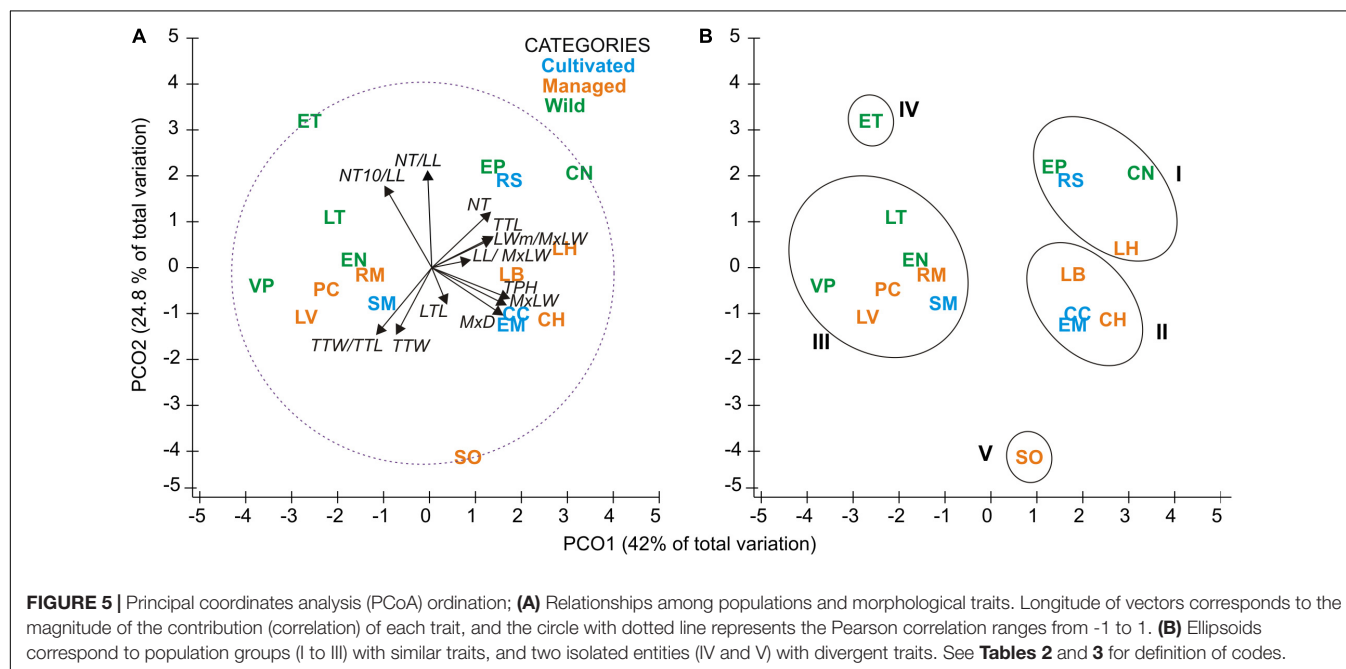 A
CATEGORIES
Cultivated
Managed
Wild
PCO2 (24.8 % of total variation)
5
4
3
2
1
0
-1
-2
-3
-4
-5
ET
EP
RS
CN
NT/LL
NT10/LL
NT
LT
TTL
LWm/MxLW
LH
LL/ MxLW
EN
RM
LB
VP
PC
TPH
MxLW
SM
LTL
CC
LV
MxD
EM
CH
TTW/TTL
TTW
SO
-5 -4 -3 -2 -1 0 1 2 3 4 5
B
5
4
3
2
1
0
-1
-2
-3
-4
-5
ET
IV
EP
RS
CN
I
LT
LH
EN
RM
LB
VP
PC
SM
CC
LV
EM
CH
III
II
V
SO
-5 -4 -3 -2 -1 0 1 2 3 4 5
PCO1 (42% of total variation)
FIGURE 5 | Principal coordinates analysis (PCoA) ordination; (A) Relationships among populations and morphological traits. Longitude of vectors corresponds to the
magnitude of the contribution (correlation) of each trait, and the circle with dotted line represents the Pearson correlation ranges from -1 to 1. (B) Ellipsoids
correspond to population groups (I to III) with similar traits, and two isolated entities (IV and V) with divergent traits. See Tables 2 and 3 for definition of codes.